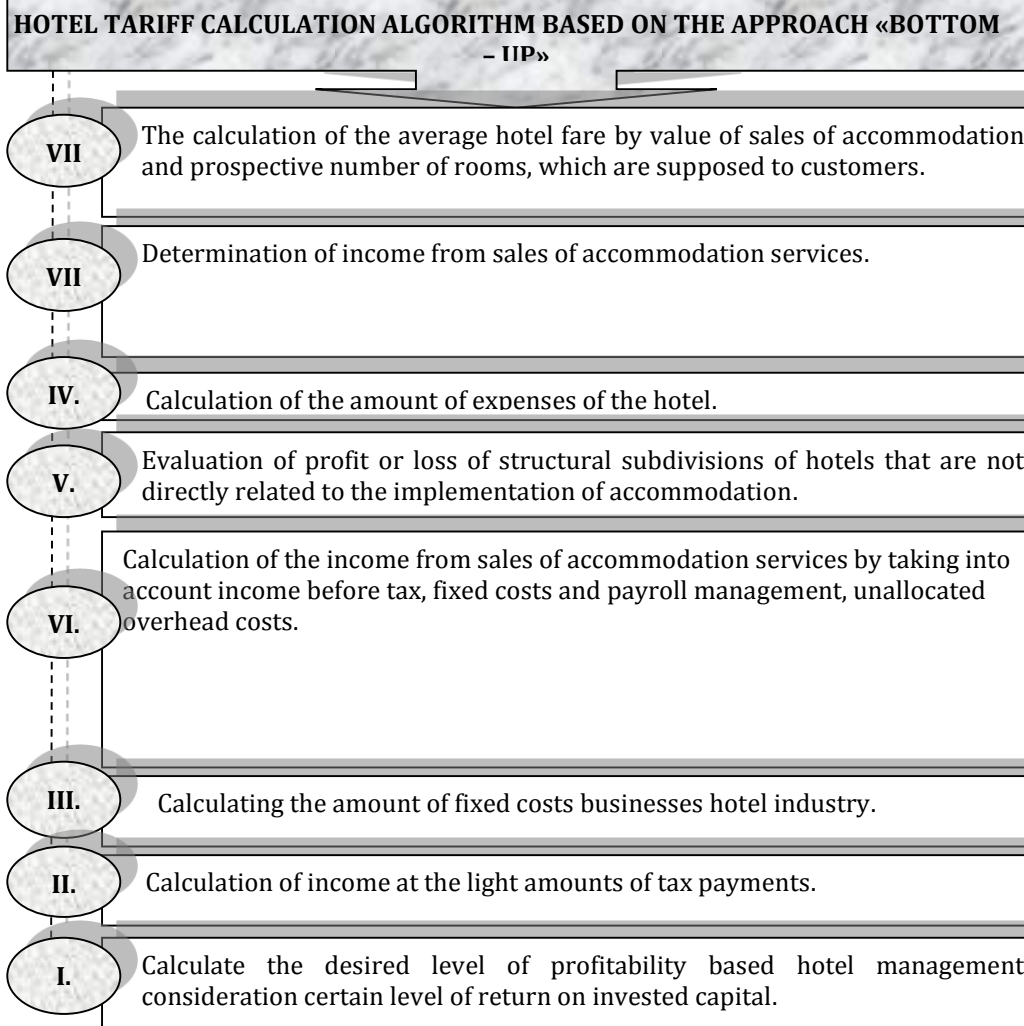 HOTEL TARIFF CALCULATION ALGORITHM BASED ON THE APPROACH «BOTTOM
– UP»
VII
The calculation of the average hotel fare by value of sales of accommodation
and prospective number of rooms, which are supposed to customers.
VII
Determination of income from sales of accommodation services.
IV.
Calculation of the amount of expenses of the hotel.
V.
Evaluation of profit or loss of structural subdivisions of hotels that are not
directly related to the implementation of accommodation.
VI.
Calculation of the income from sales of accommodation services by taking into
account income before tax, fixed costs and payroll management, unallocated
overhead costs.
III.
Calculating the amount of fixed costs businesses hotel industry.
II.
Calculation of income at the light amounts of tax payments.
I.
Calculate the desired level of profitability based hotel management
consideration certain level of return on invested capital.